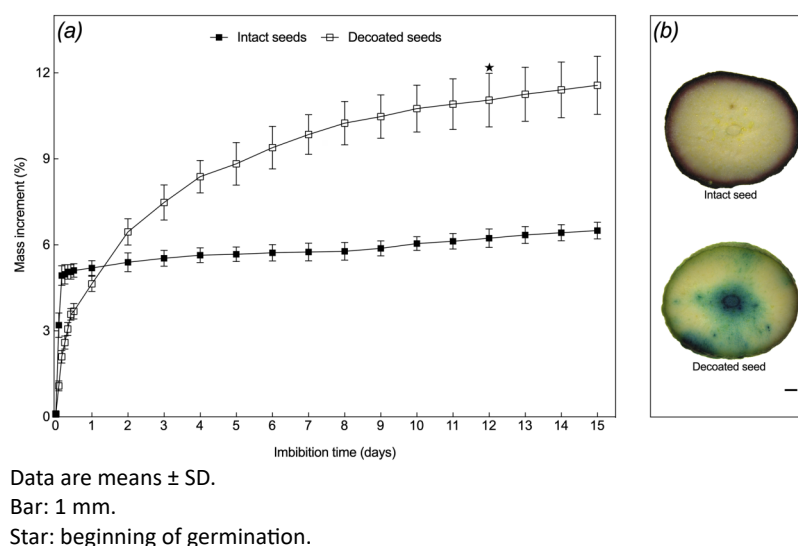 (a)
Intact seeds
Decoated seeds
12
9
6
3
0
Mass increment (%)
0 1 2 3 4 5 6 7 8 9 10 11 12 13 14 15
Imbibition time (days)
(b)
Intact seed
Decoated seed
Data are means ± SD.
Bar: 1 mm.
Star: beginning of germination.